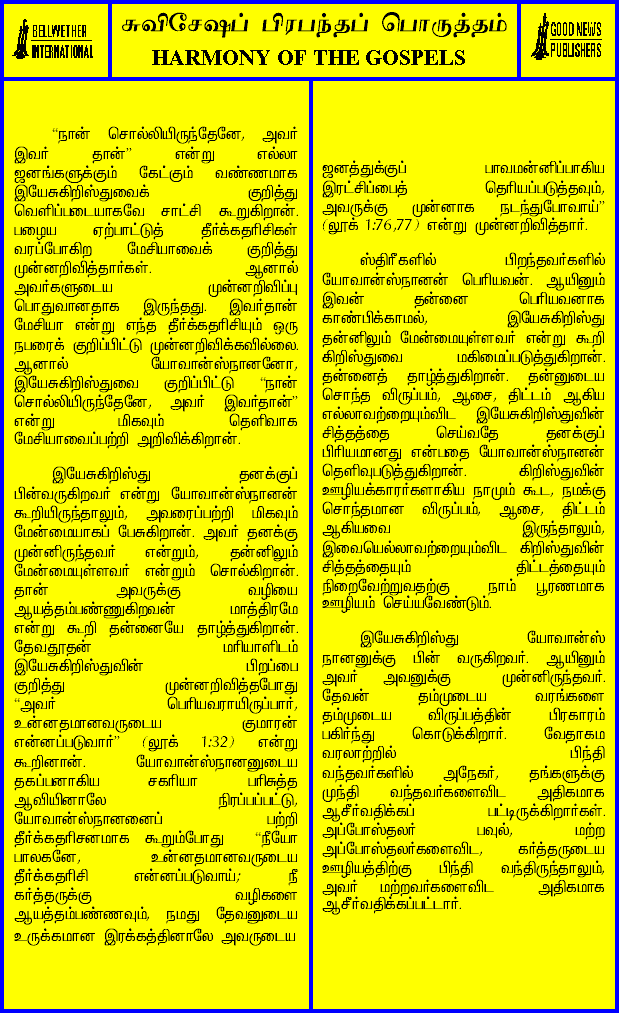 BELLWETHER
INTERNATIONAL
சுவிசேஷப் பிரபந்தப் பொருத்தம்
HARMONY OF THE GOSPELS
GOOD NEWS
PUBLISHERS
“நான் சொல்லியிருந்தேனே, அவர்
இவர் தான்” என்று எல்லா
ஜனங்களுக்கும் கேட்கும் வண்ணமாக
இயேசுகிறிஸ்துவைக் குறித்து
வெளிப்படையாகவே சாட்சி கூறுகிறான்.
பழைய ஏற்பாட்டுத் தீர்க்கதரிசிகள்
வரப்போகிற மேசியாவைக் குறித்து
முன்னறிவித்தார்கள். ஆனால்
அவர்களுடைய முன்னறிவிப்பு
பொதுவானதாக இருந்தது. இவர்தான்
மேசியா என்று எந்த தீர்க்கதரிசியும் ஒரு
நபரைக் குறிப்பிட்டு முன்னறிவிக்கவில்லை.
ஆனால் யோவான்ஸ்நானனோ,
இயேசுகிறிஸ்துவை குறிப்பிட்டு “நான்
சொல்லியிருந்தேனே, அவர் இவர்தான்”
என்று மிகவும் தெளிவாக
மேசியாவைப்பற்றி அறிவிக்கிறான்.
இயேசுகிறிஸ்து தனக்குப்
பின்வருகிறவர் என்று யோவான்ஸ்நானன்
கூறியிருந்தாலும், அவரைப்பற்றி மிகவும்
மேன்மையாகப் பேசுகிறான். அவர் தனக்கு
முன்னிருந்தவர் என்றும், தன்னிலும்
மேன்மையுள்ளவர் என்றும் சொல்கிறான்.
தான் அவருக்கு வழியை
ஆயத்தம்பண்ணுகிறவன் மாத்திரமே
என்று கூறி தன்னையே தாழ்த்துகிறான்.
தேவதூதன் மரியாளிடம்
இயேசுகிறிஸ்துவின் பிறப்பை
குறித்து முன்னறிவித்தபோது
“அவர் பெரியவராயிருப்பார்,
உன்னதமானவருடைய குமாரன்
என்னப்படுவார்” (லூக் 1:32) என்று
கூறினான். யோவான்ஸ்நானனுடைய
தகப்பனாகிய சகரியா பரிசுத்த
ஆவியினாலே நிரப்பப்பட்டு,
யோவான்ஸ்நானனைப் பற்றி
தீர்க்கதரிசனமாக கூறும்போது “நீயோ
பாலகனே, உன்னதமானவருடைய
தீர்க்கதரிசி என்னப்படுவாய்; நீ
கர்த்தருக்கு வழிகளை
ஆயத்தம்பண்ணவும், நமது தேவனுடைய
உருக்கமான இரக்கத்தினாலே அவருடைய
ஜனத்துக்குப் பாவமன்னிப்பாகிய
இரட்சிப்பைத் தெரியப்படுத்தவும்,
அவருக்கு முன்னாக நடந்துபோவாய்”
(லூக் 1:76,77) என்று முன்னறிவித்தார்.
ஸ்திரீகளில் பிறந்தவர்களில்
யோவான்ஸ்நானன் பெரியவன். ஆயினும்
இவன் தன்னை பெரியவனாக
காண்பிக்காமல், இயேசுகிறிஸ்து
தன்னிலும் மேன்மையுள்ளவர் என்று கூறி
கிறிஸ்துவை மகிமைப்படுத்துகிறான்.
தன்னைத் தாழ்த்துகிறான். தன்னுடைய
சொந்த விருப்பம், ஆசை, திட்டம் ஆகிய
எல்லாவற்றையும்விட இயேசுகிறிஸ்துவின்
சித்தத்தை செய்வதே தனக்குப்
பிரியமானது என்பதை யோவான்ஸ்நானன்
தெளிவுபடுத்துகிறான். கிறிஸ்துவின்
ஊழியக்காரர்களாகிய நாமும் கூட, நமக்கு
சொந்தமான விருப்பம், ஆசை, திட்டம்
ஆகியவை இருந்தாலும்,
இவையெல்லாவற்றையும்விட கிறிஸ்துவின்
சித்தத்தையும் திட்டத்தையும்
நிறைவேற்றுவதற்கு நாம் பூரணமாக
ஊழியம் செய்யவேண்டும்.
இயேசுகிறிஸ்து யோவான்ஸ்
நானனுக்கு பின் வருகிறவர். ஆயினும்
அவர் அவனுக்கு முன்னிருந்தவர்.
தேவன் தம்முடைய வரங்களை
தம்முடைய விருப்பத்தின் பிரகாரம்
பகிர்ந்து கொடுக்கிறார். வேதாகம
வரலாற்றில் பிந்தி
வந்தவர்களில் அநேகர், தங்களுக்கு
முந்தி வந்தவர்களைவிட அதிகமாக
ஆசீர்வதிக்கப் பட்டிருக்கிறார்கள்.
அப்போஸ்தலர் பவுல், மற்ற
அப்போஸ்தலர்களைவிட, கர்த்தருடைய
ஊழியத்திற்கு பிந்தி வந்திருந்தாலும்,
அவர் மற்றவர்களைவிட அதிகமாக
ஆசீர்வதிக்கப்பட்டார்.